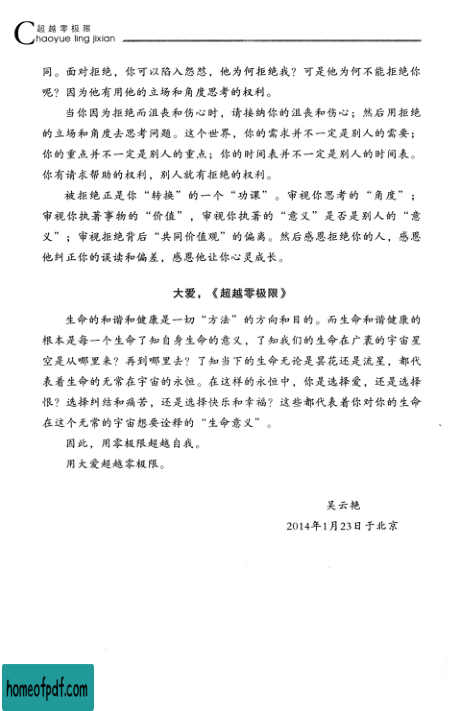 超越零极限
Chaoyue ling jixian
同。面对拒绝，你可以陷入怨怼，他为何拒绝我？可是他为何不能拒绝你
呢？因为他有用他的立场和角度思考的权利。
当你因为拒绝而沮丧和伤心时，请接纳你的沮丧和伤心；然后用拒绝
的立场和角度去思考问题。这个世界，你的需求并不一定是别人的需要；
你的重点并不一定是别人的重点；你的时间表并不一定是别人的时间表。
你有请求帮助的权利，别人就有拒绝的权利。
被拒绝正是你“转换”的一个“功课”。审视你思考的“角度”；
审视你执著事物的“价值”，审视你执著的“意义”是否是别人的“意
义”；审视拒绝背后“共同价值观”的偏离。然后感恩拒绝你的人，感恩
他纠正你的误读和偏差，感恩他让你心灵成长。
大爱，《超越零极限》
生命的和谐和健康是一切“方法”的方向和目的。而生命和谐健康的
根本是每一个生命了知自身生命的意义，了知我们的生命在广袤的宇宙星
空是从哪里来？再到哪里去？了知当下的生命无论是昙花还是流星，都代
表着生命的无常在宇宙的永恒。在这样的永恒中，你是选择爱，还是选择
恨？选择纠结和痛苦，还是选择快乐和幸福？这些都代表着你对你的生命
在这个无常的宇宙想要诠释的“生命意义”。
因此，用零极限超越自我。
用大爱超越零极限。
吴云艳
2014年1月23日于北京
homeofpdf.com